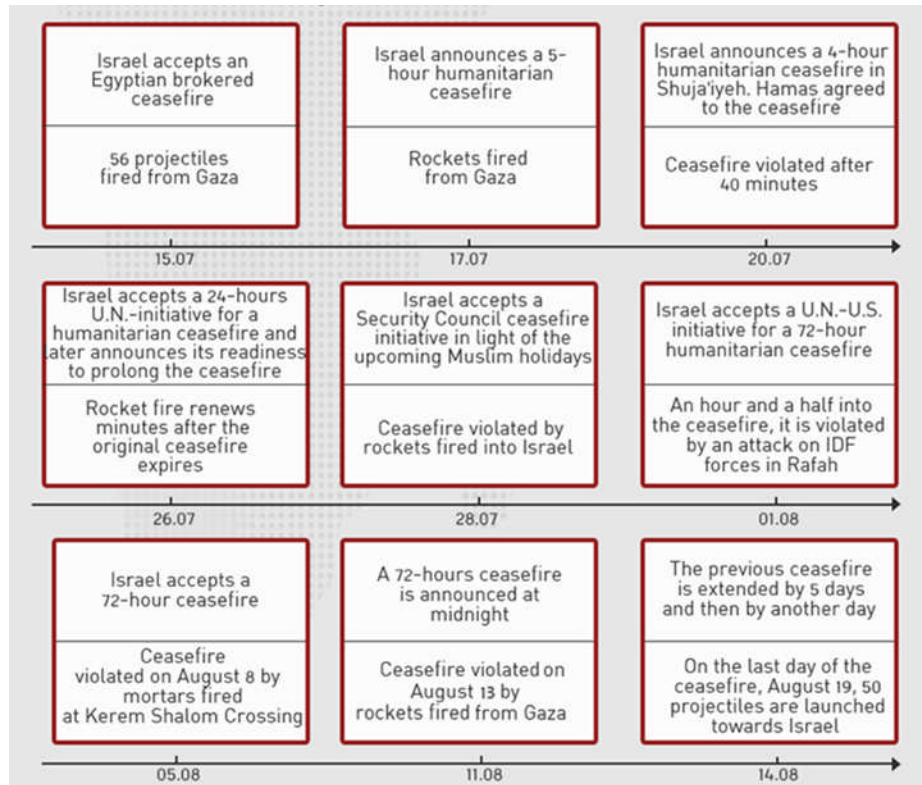 Israel accepts an
Egyptian brokered
ceasefire
56 projectiles
fired from Gaza
15.07
Israel announces a 5-
hour humanitarian
ceasefire
Rockets fired
from Gaza
17.07
Israel announces a 4-hour
humanitarian ceasefire in
Shuja'iyeh. Hamas agreed
to the ceasefire
Ceasefire violated after
40 minutes
20.07
Israel accepts a 24-hours
U.N.-initiative for a
humanitarian ceasefire and
later announces its readiness
to prolong the ceasefire
Rocket fire renews
minutes after the
original ceasefire
expires
26.07
Israel accepts a
Security Council ceasefire
initiative in light of the
upcoming Muslim holidays
Ceasefire violated by
rockets fired into Israel
28.07
Israel accepts a U.N.-U.S.
initiative for a 72-hour
humanitarian ceasefire
An hour and a half into
the ceasefire, it is violated
by an attack on IDF
forces in Rafah
01.08
Israel accepts a
72-hour ceasefire
Ceasefire
violated on August 8 by
mortars fired
at Kerem Shalom Crossing
05.08
A 72-hours ceasefire
is announced at
midnight
Ceasefire violated on
August 13 by
rockets fired from Gaza
11.08
The previous ceasefire
is extended by 5 days
and then by another day
On the last day of the
ceasefire, August 19, 50
projectiles are launched
towards Israel
14.08